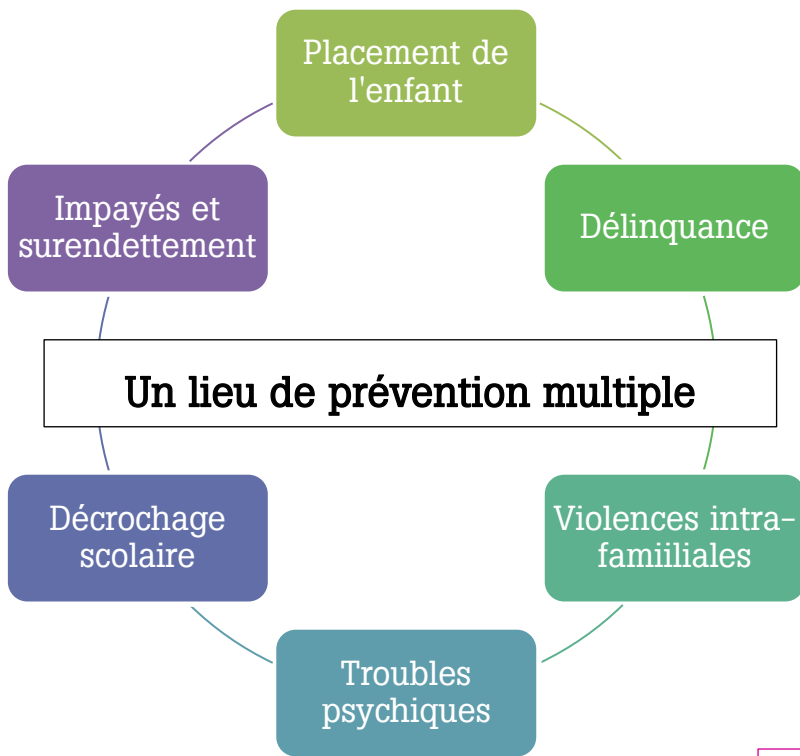 Placement de
l'enfant
Impayés et
surendettement
Délinquance
Un lieu de prévention multiple
Décrochage
scolaire
Violences intra-
famiiliales
Troubles
psychiques